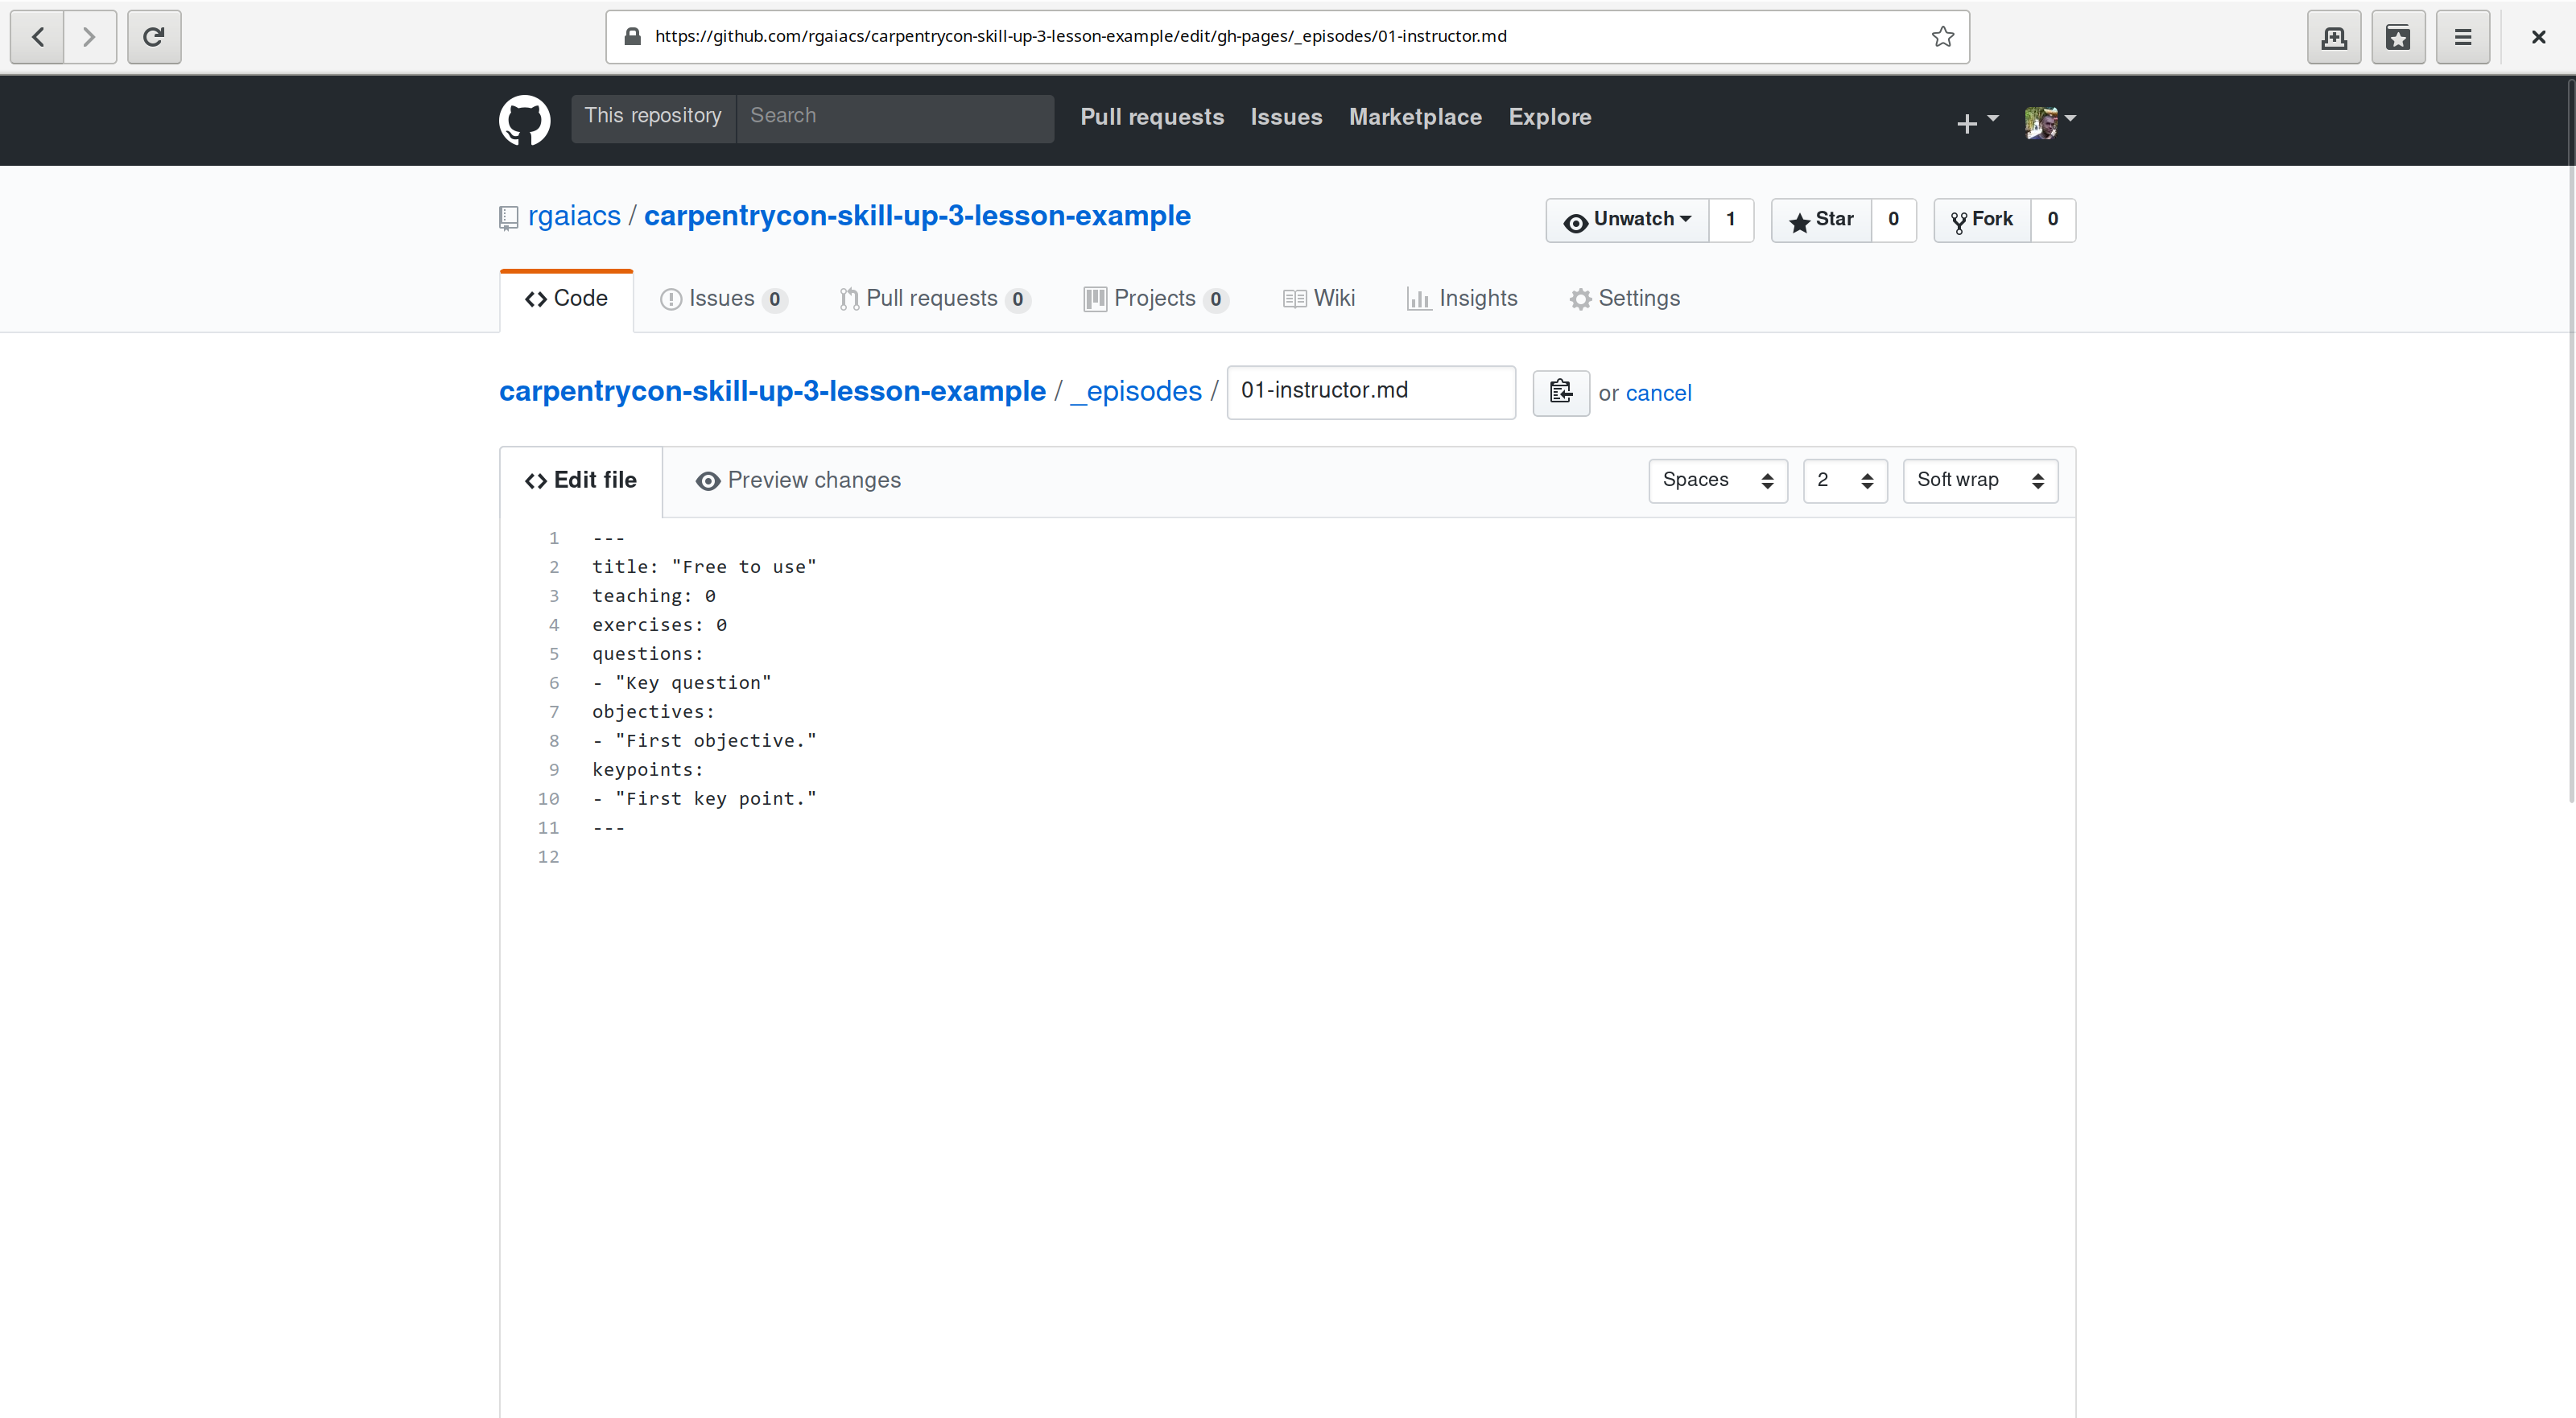 https://github.com/rgaiacs/carpentrycon-skill-up-3-lesson-example/edit/gh-pages/_episodes/01-instructor.md
This repository Search Pull requests Issues Marketplace Explore
rgaiacs / carpentrycon-skill-up-3-lesson-example Unwatch 1 Star 0 Fork 0
Code Issues 0 Pull requests 0 Projects 0 Wiki Insights Settings
carpentrycon-skill-up-3-lesson-example / _episodes / 01-instructor.md or cancel
Edit file Preview changes Spaces 2 Soft wrap
1 ---
2 title: "Free to use"
3 teaching: 0
4 exercises: 0
5 questions:
6 - "Key question"
7 objectives:
8 - "First objective."
9 keypoints:
10 - "First key point."
11 ---
12